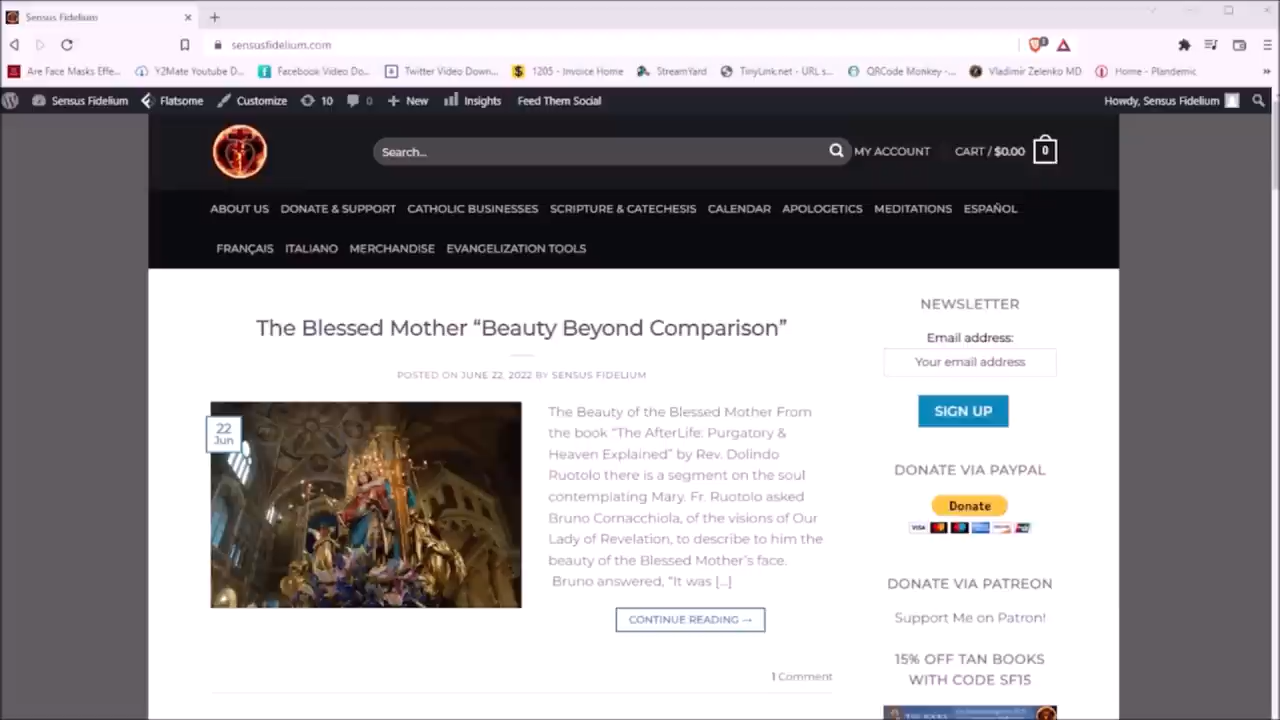 Sensus Fidelium
sensusfidelium.com
Are Face Masks Effe... Y2Mate Youtube D... Facebook Video Do... Twitter Video Down... 1205 - Invoice Home StreamYard TinyLink.net - URL s... QRCode Monkey -... Vladimir Zelenko MD Home - Plandemic
Sensus Fidelium Flatsome Customize 10 0 New Insights Feed Them Social Howdy, Sensus Fidelium
Search... MY ACCOUNT CART / $0.00 0
ABOUT US DONATE & SUPPORT CATHOLIC BUSINESSES SCRIPTURE & CATECHESIS CALENDAR APOLOGETICS MEDITATIONS ESPAÑOL
FRANÇAIS ITALIANO MERCHANDISE EVANGELIZATION TOOLS
The Blessed Mother “Beauty Beyond Comparison”
POSTED ON JUNE 22, 2022 BY SENSUS FIDELIUM
22
Jun
The Beauty of the Blessed Mother From
the book “The AfterLife: Purgatory &
Heaven Explained” by Rev. Dolindo
Ruotolo there is a segment on the soul
contemplating Mary. Fr. Ruotolo asked
Bruno Cornacchiola, of the visions of Our
Lady of Revelation, to describe to him the
beauty of the Blessed Mother’s face.
Bruno answered, “It was [...]
CONTINUE READING →
1 Comment
NEWSLETTER
Email address:
Your email address
SIGN UP
DONATE VIA PAYPAL
Donate
VISA
DONATE VIA PATREON
Support Me on Patron!
15% OFF TAN BOOKS
WITH CODE SF15